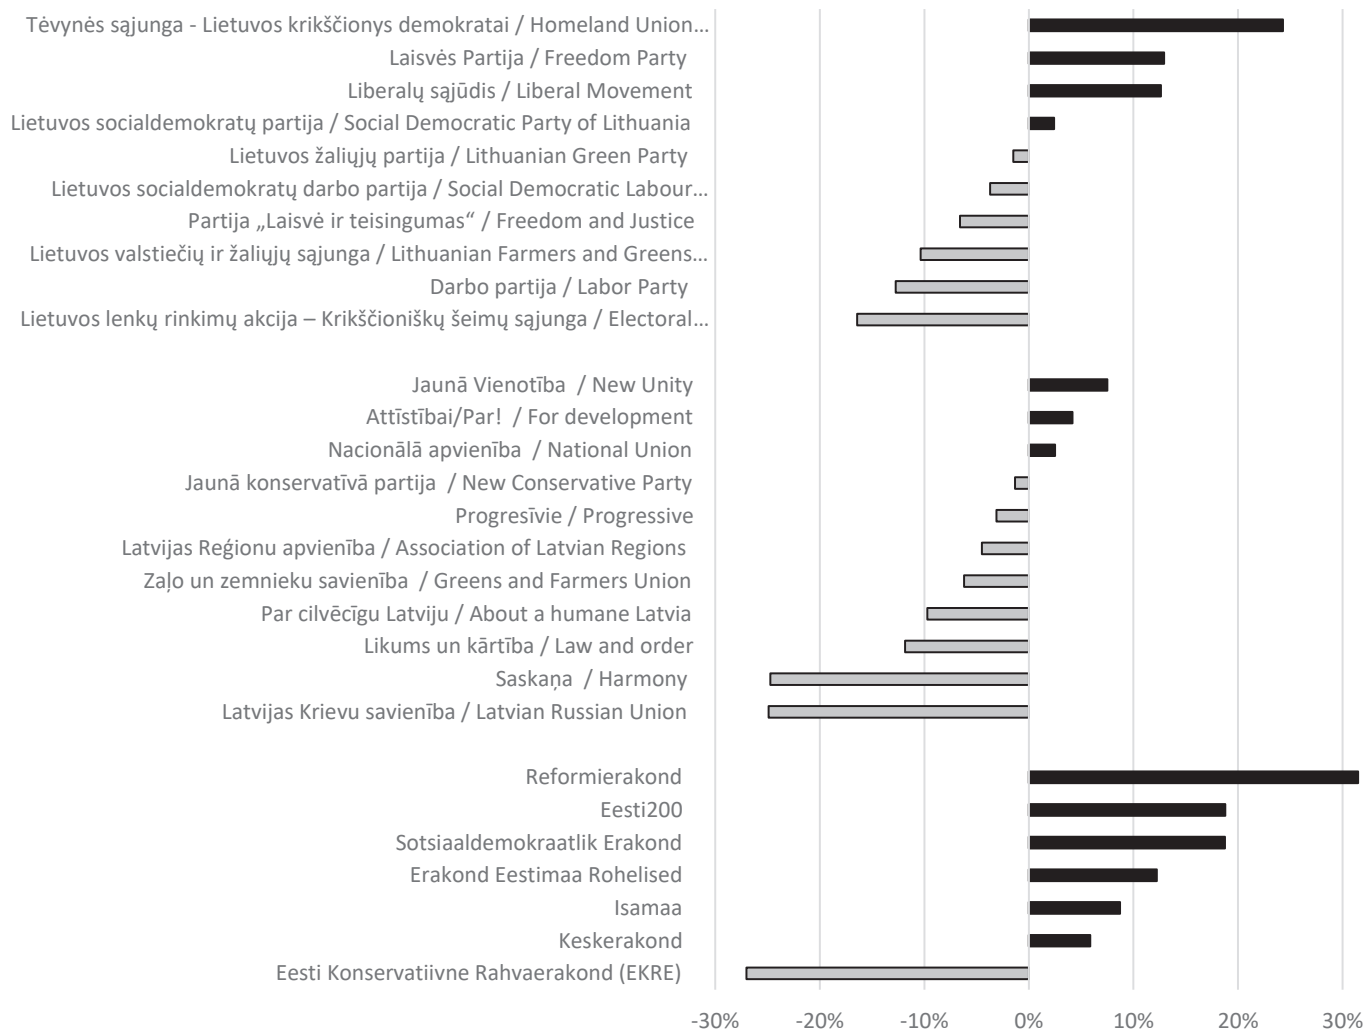 Tėvynės sąjunga - Lietuvos krikščionys demokratai / Homeland Union...
Laisvės Partija / Freedom Party
Liberalų sąjūdis / Liberal Movement
Lietuvos socialdemokratų partija / Social Democratic Party of Lithuania
Lietuvos žaliųjų partija / Lithuanian Green Party
Lietuvos socialdemokratų darbo partija / Social Democratic Labour...
Partija „Laisvė ir teisingumas“ / Freedom and Justice
Lietuvos valstiečių ir žaliųjų sąjunga / Lithuanian Farmers and Greens...
Darbo partija / Labor Party
Lietuvos lenkų rinkimų akcija – Krikščioniškų šeimų sąjunga / Electoral...
Jaunā Vienotība / New Unity
Attīstībai/Par! / For development
Nacionālā apvienība / National Union
Jaunā konservatīvā partija / New Conservative Party
Progresīvie / Progressive
Latvijas Reģionu apvienība / Association of Latvian Regions
Zaļo un zemnieku savienība / Greens and Farmers Union
Par cilvēcīgu Latviju / About a humane Latvia
Likums un kārtība / Law and order
Saskaņa / Harmony
Latvijas Krievu savienība / Latvian Russian Union
Reformierakond
Eesti200
Sotsiaaldemokraatlik Erakond
Erakond Eestimaa Rohelised
Isamaa
Keskerakond
Eesti Konservatiivne Rahvaerakond (EKRE)
-30% -20% -10% 0% 10% 20% 30%